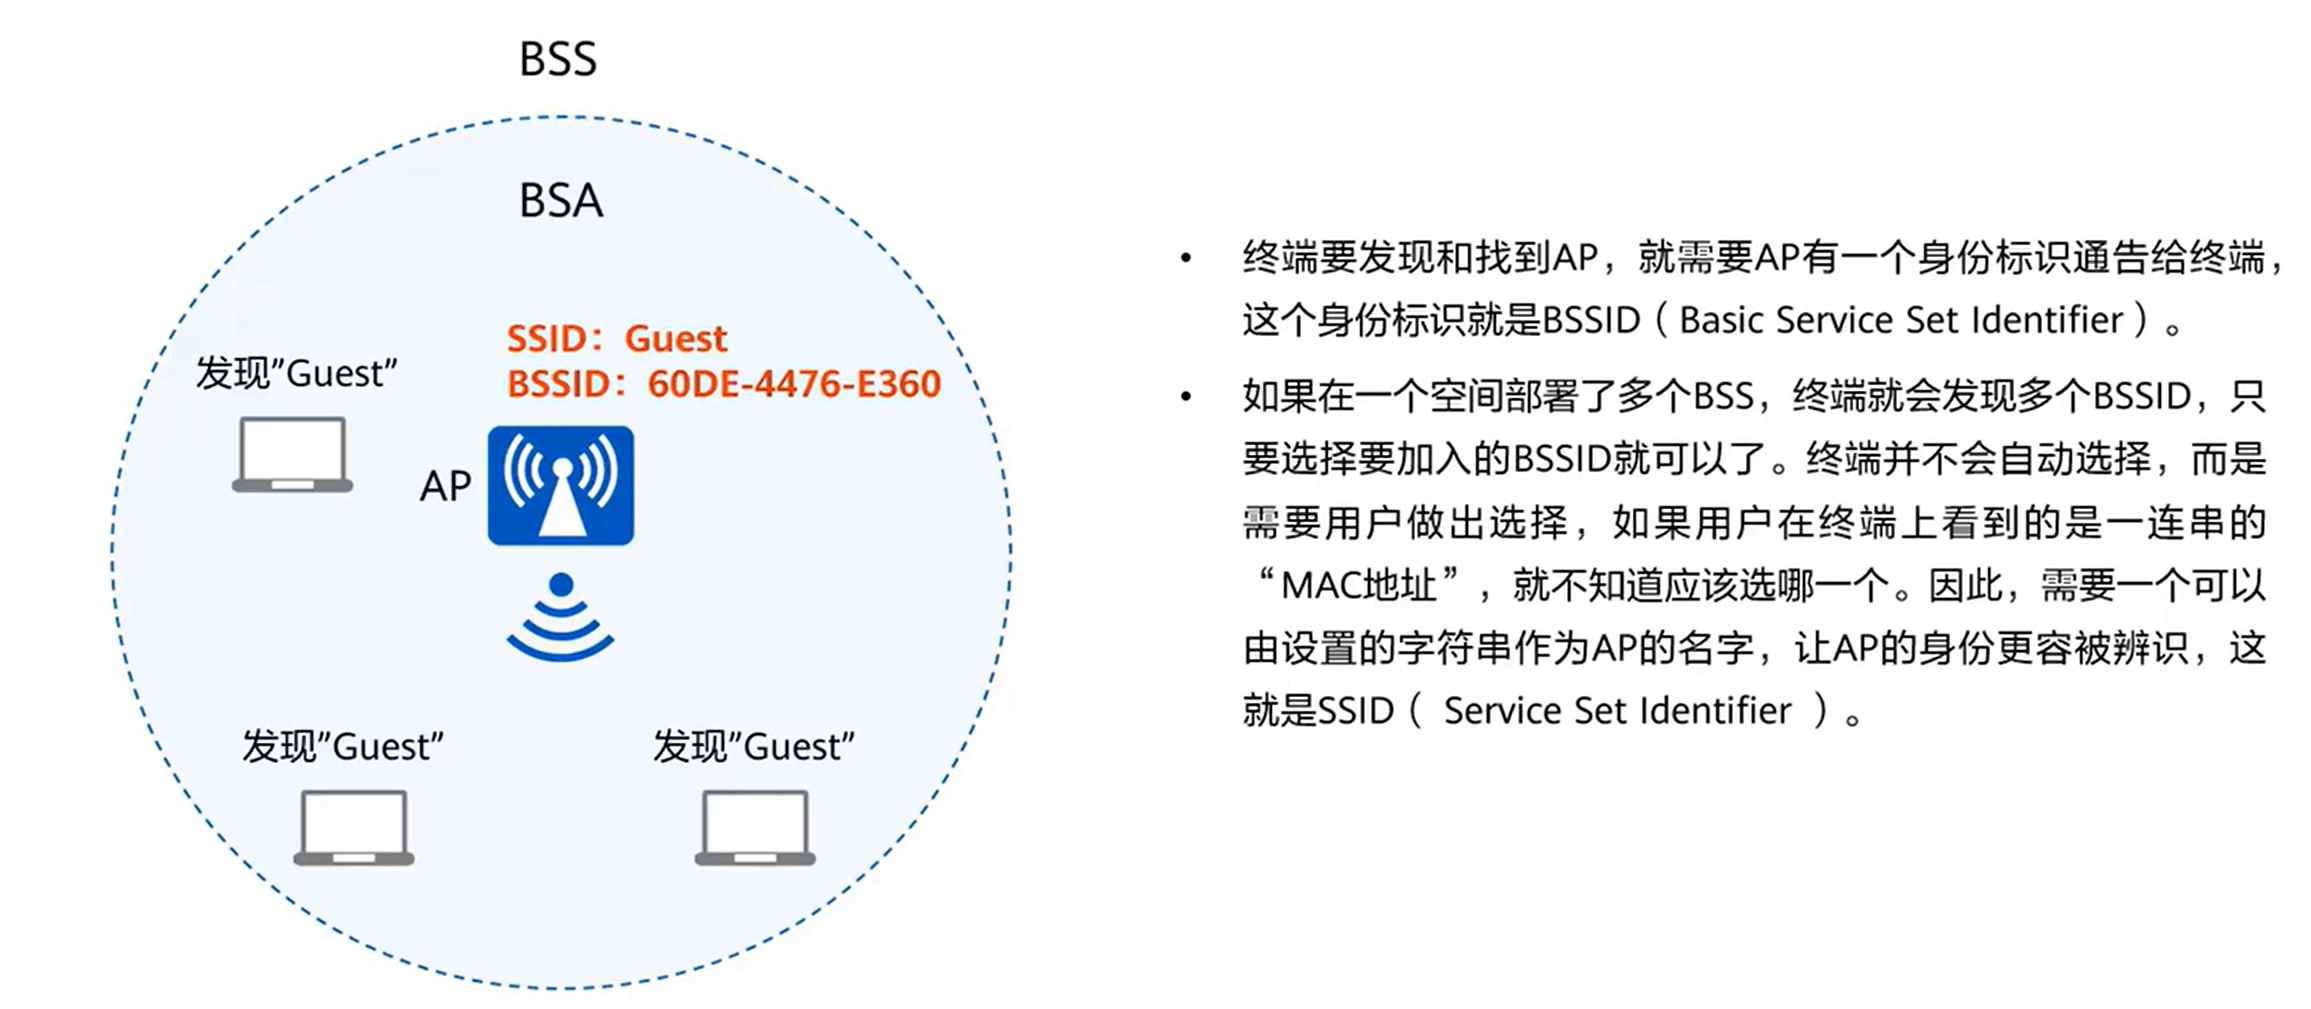 BSS
BSA
SSID：Guest
BSSID：60DE-4476-E360
发现”Guest”
AP
发现”Guest”
发现”Guest”
• 终端要发现和找到AP，就需要AP有一个身份标识通告给终端，
这个身份标识就是BSSID（Basic Service Set Identifier）。
• 如果在一个空间部署了多个BSS，终端就会发现多个BSSID，只
要选择要加入的BSSID就可以了。终端并不会自动选择，而是
需要用户做出选择，如果用户在终端上看到的是一连串的
“MAC地址”，就不知道应该选哪一个。因此，需要一个可以
由设置的字符串作为AP的名字，让AP的身份更容被辨识，这
就是SSID（ Service Set Identifier ）。